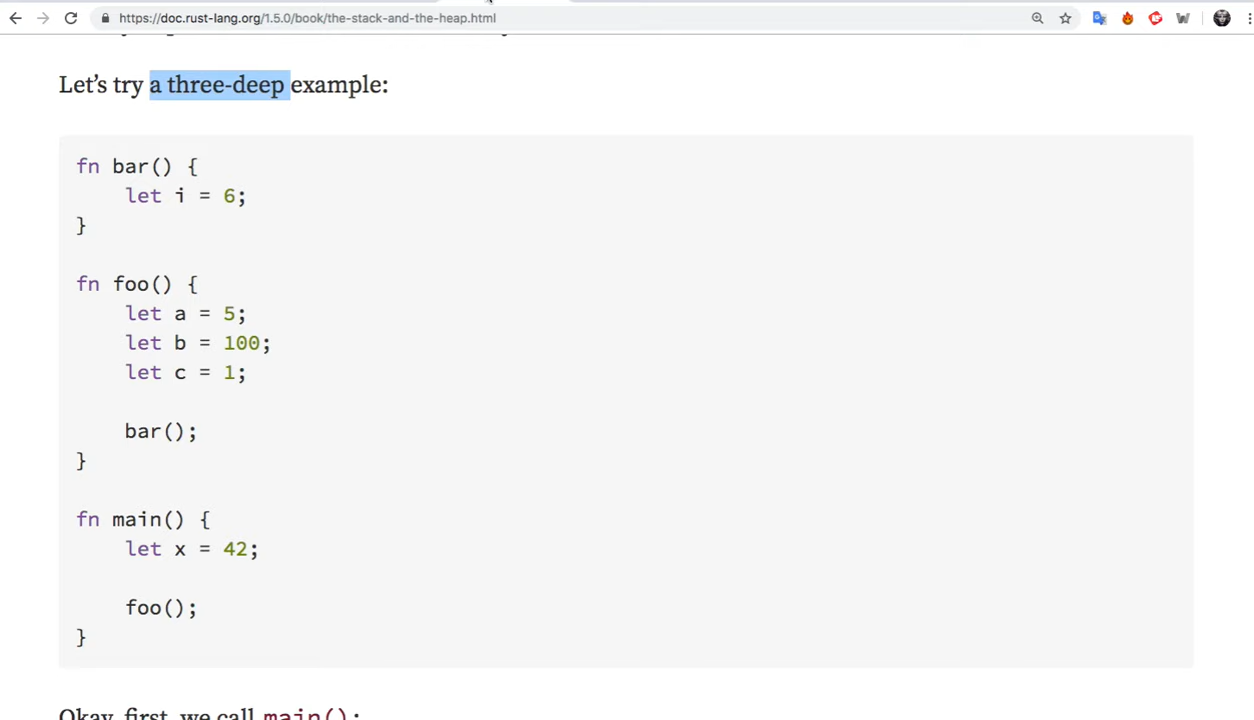 https://doc.rust-lang.org/1.5.0/book/the-stack-and-the-heap.html
Let's try a three-deep example:
fn bar() {
    let i = 6;
}
fn foo() {
    let a = 5;
    let b = 100;
    let c = 1;
    bar();
}
fn main() {
    let x = 42;
    foo();
}
Okay, first, we call main():